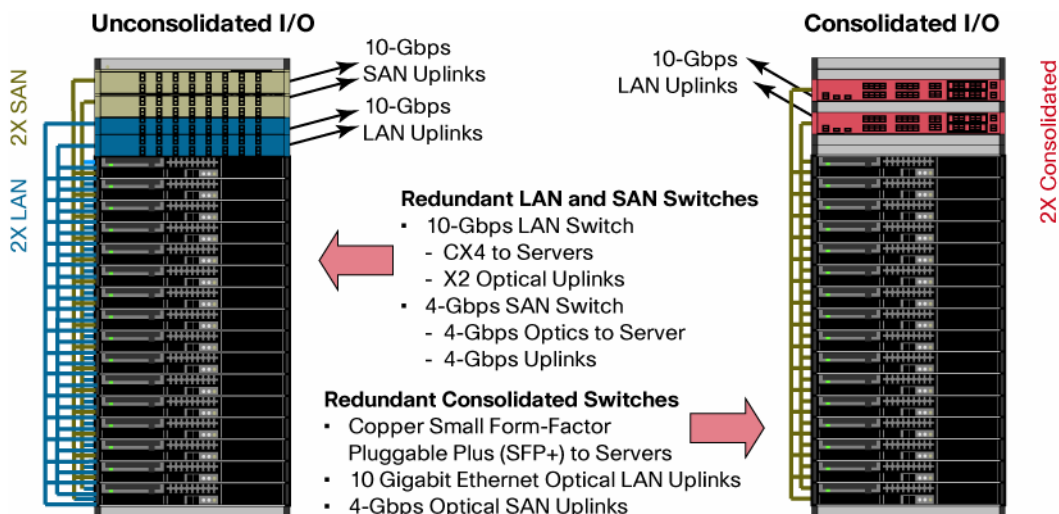 Unconsolidated I/O
Consolidated I/O
10-Gbps
SAN Uplinks
10-Gbps
LAN Uplinks
10-Gbps
LAN Uplinks
2X SAN
2X LAN
2X Consolidated
Redundant LAN and SAN Switches
▪ 10-Gbps LAN Switch
- CX4 to Servers
- X2 Optical Uplinks
▪ 4-Gbps SAN Switch
- 4-Gbps Optics to Server
- 4-Gbps Uplinks
Redundant Consolidated Switches
▪ Copper Small Form-Factor
Pluggable Plus (SFP+) to Servers
▪ 10 Gigabit Ethernet Optical LAN Uplinks
▪ 4-Gbps Optical SAN Uplinks